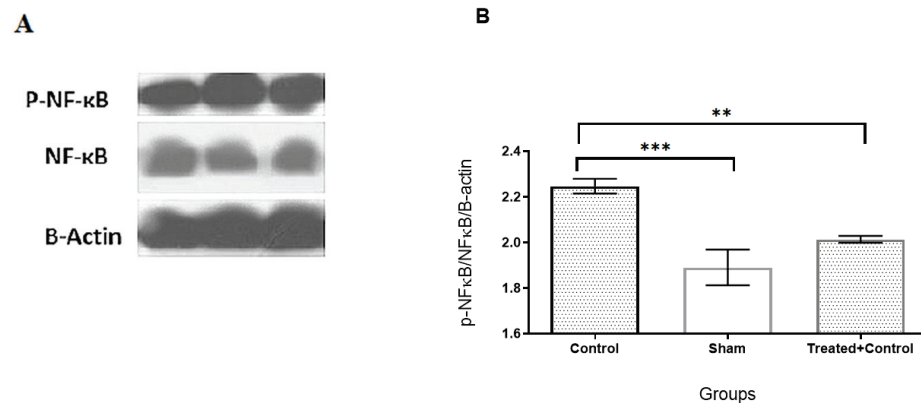 A
P-NF-κB
NF-κB
B-Actin
B
**
***
2.4
2.2
2.0
1.8
1.6
p-NFκB/NFκB/B-actin
Control Sham Treated+Control
Groups